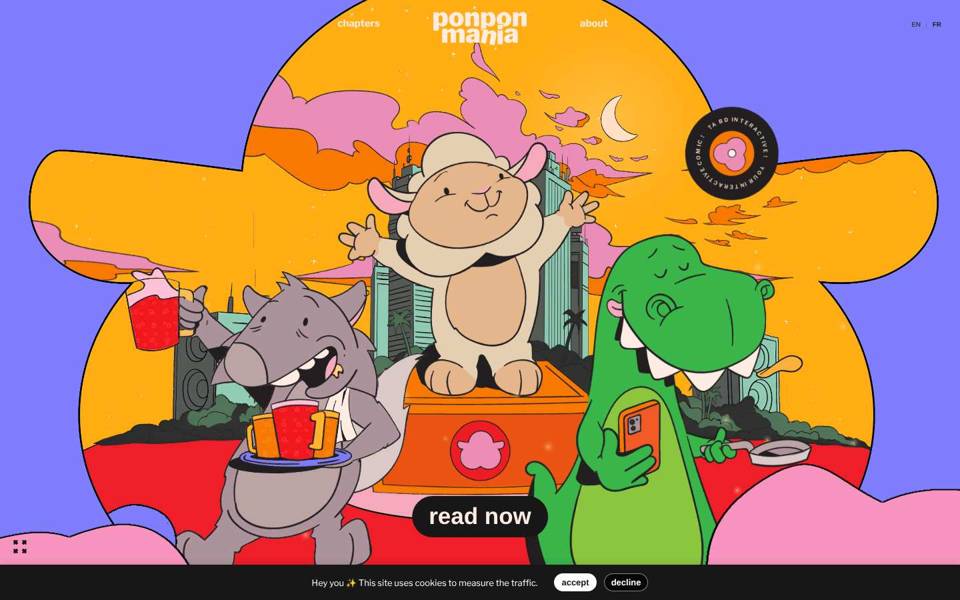 chapters
ponpon
mania
about
EN | FR
TA BD INTERACTIVE ! YOUR INTERACTIVE COMIC !
read now
Hey you ✨ This site uses cookies to measure the traffic.
accept
decline